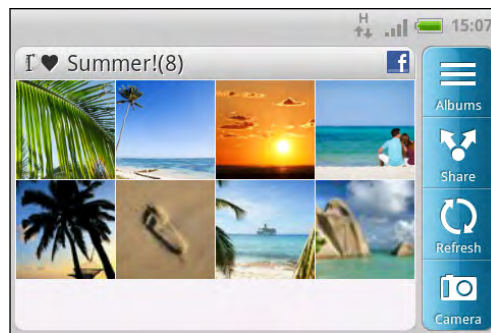 H 15:07
I ♥ Summer!(8) f
Albums
Share
Refresh
Camera